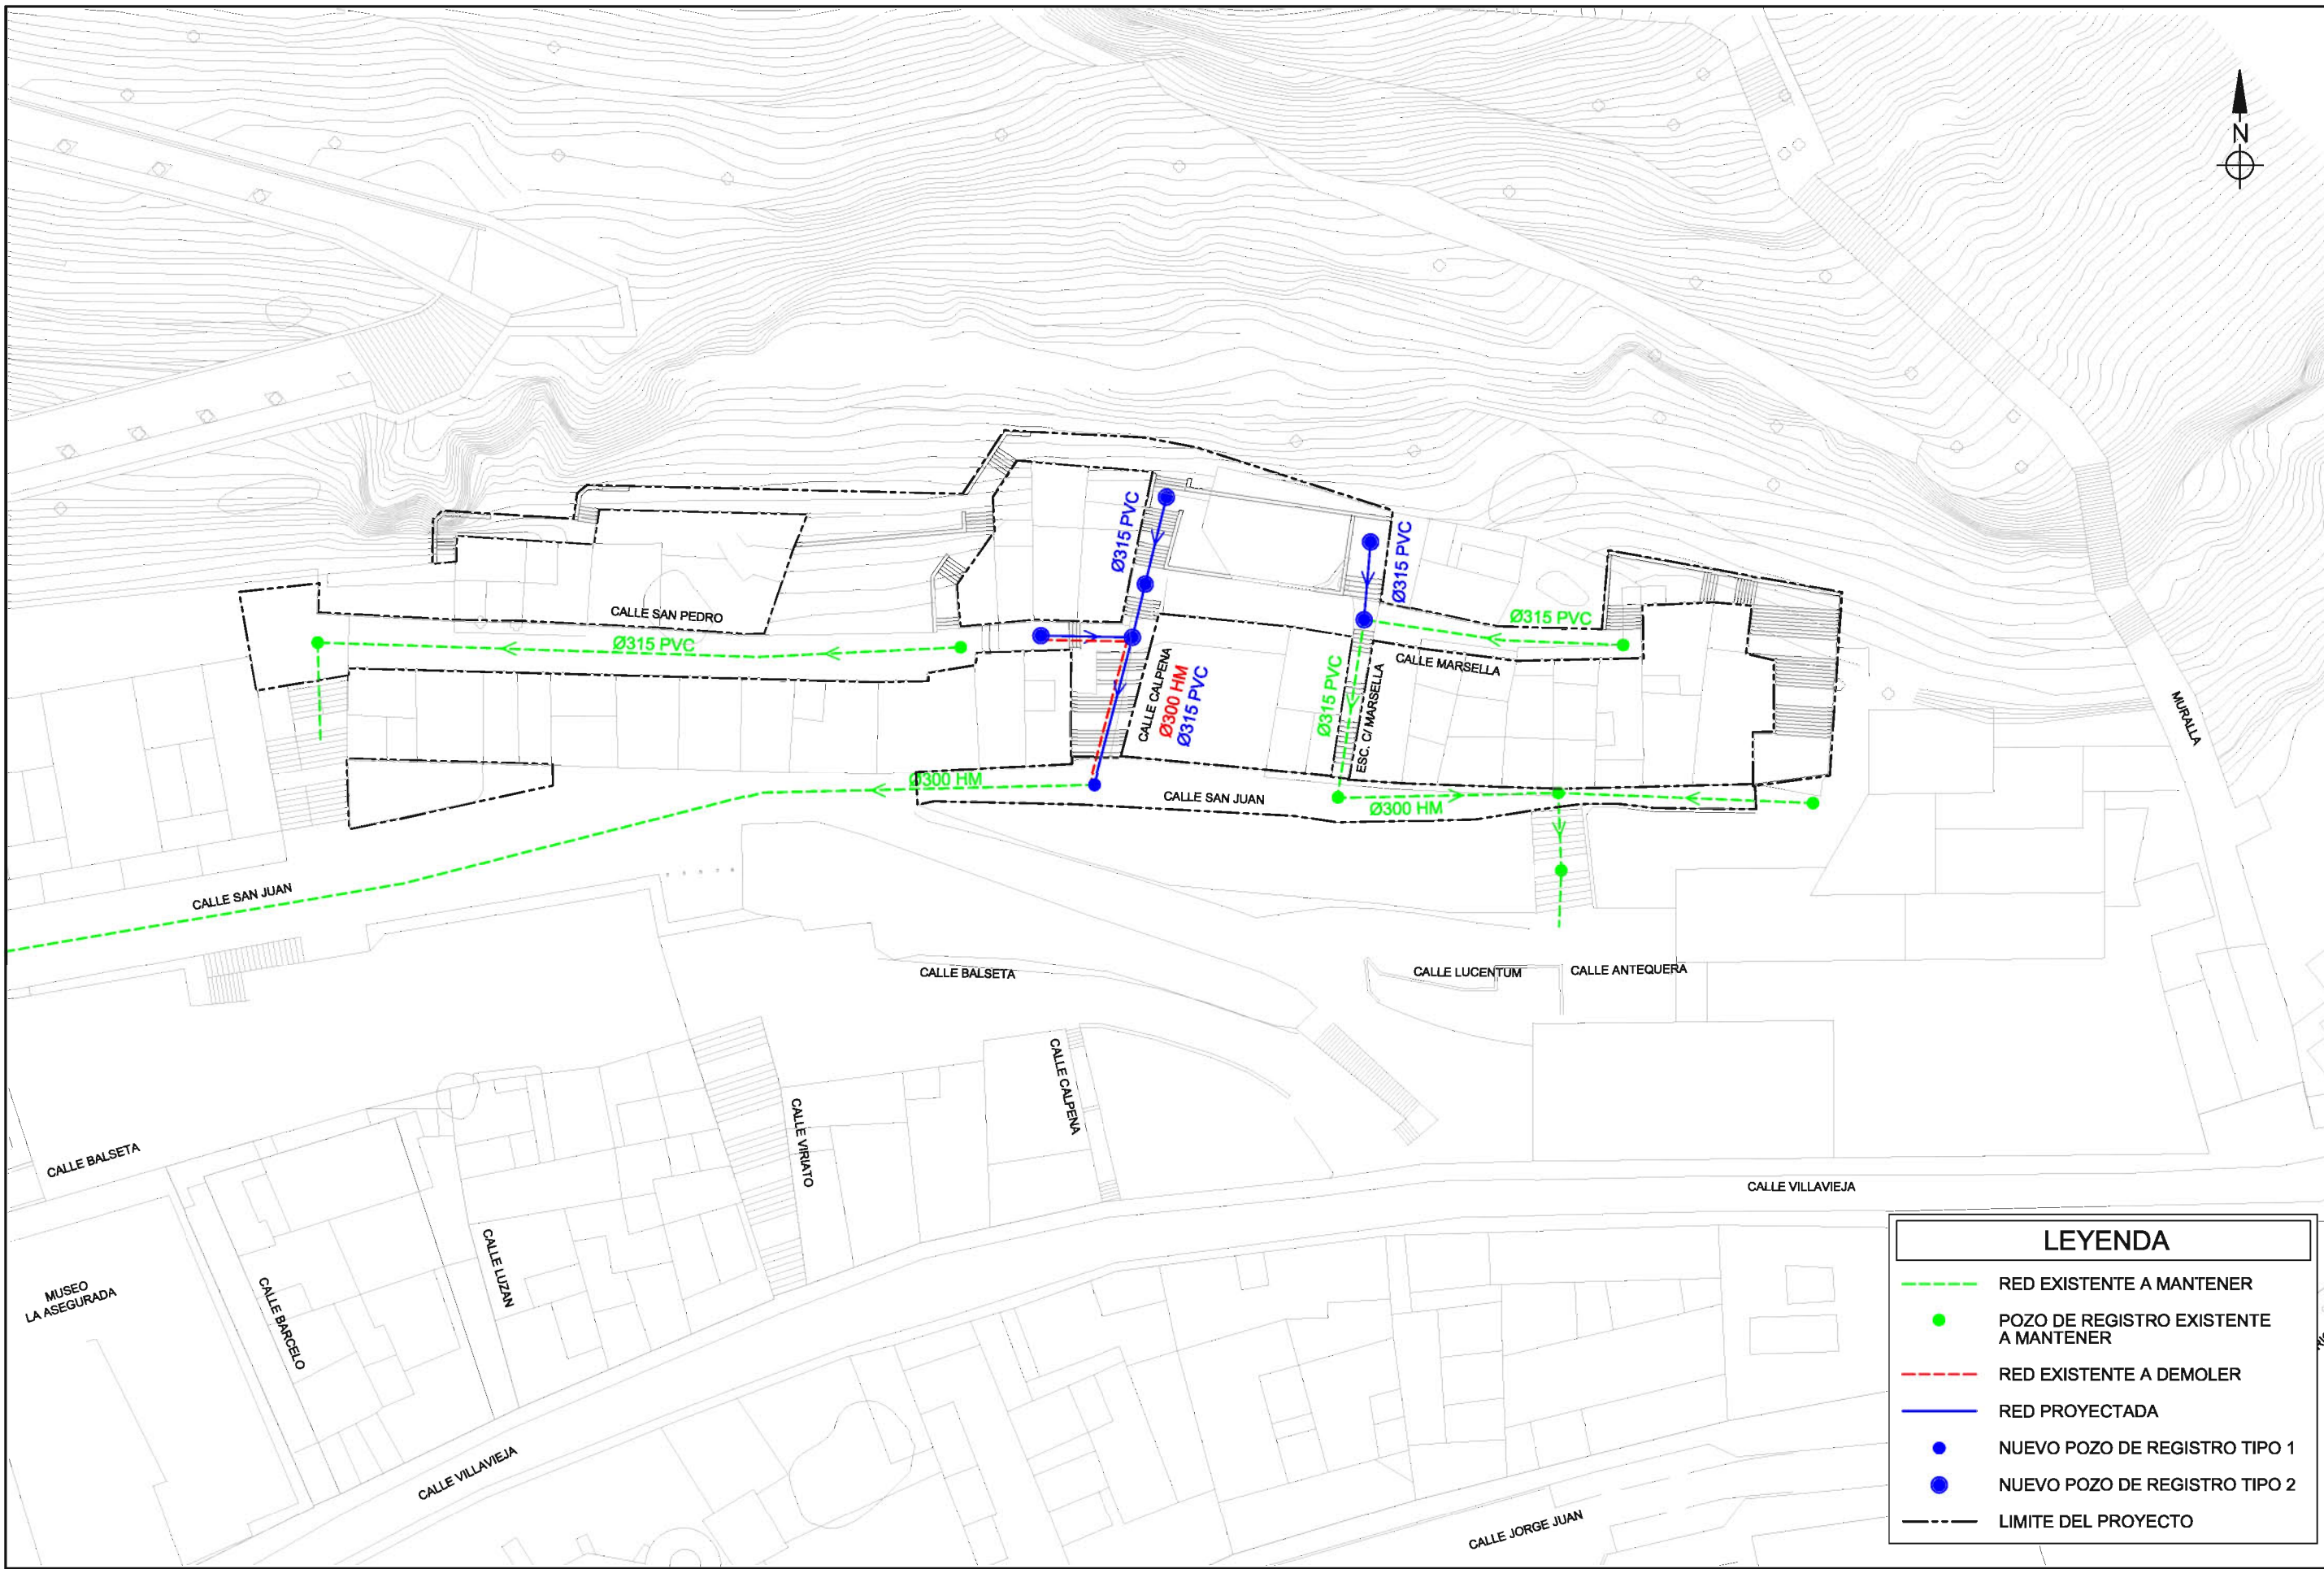 N
Ø315 PVC
Ø315 PVC
CALLE SAN PEDRO
Ø315 PVC
Ø315 PVC
CALLE CALPENA
Ø300 HM
Ø315 PVC
Ø315 PVC
ESC. C/ MARSELLA
CALLE MARSELLA
MURALLA
Ø300 HM
CALLE SAN JUAN
Ø300 HM
CALLE SAN JUAN
CALLE BALSETA
CALLE LUCENTUM
CALLE ANTEQUERA
CALLE CALPENA
CALLE VIRIATO
CALLE BALSETA
CALLE VILLAVIEJA
CALLE LUZAN
MUSEO
LA ASEGURADA
CALLE BARCELO
CALLE VILLAVIEJA
CALLE JORGE JUAN
LEYENDA
RED EXISTENTE A MANTENER
POZO DE REGISTRO EXISTENTE
A MANTENER
RED EXISTENTE A DEMOLER
RED PROYECTADA
NUEVO POZO DE REGISTRO TIPO 1
NUEVO POZO DE REGISTRO TIPO 2
LIMITE DEL PROYECTO